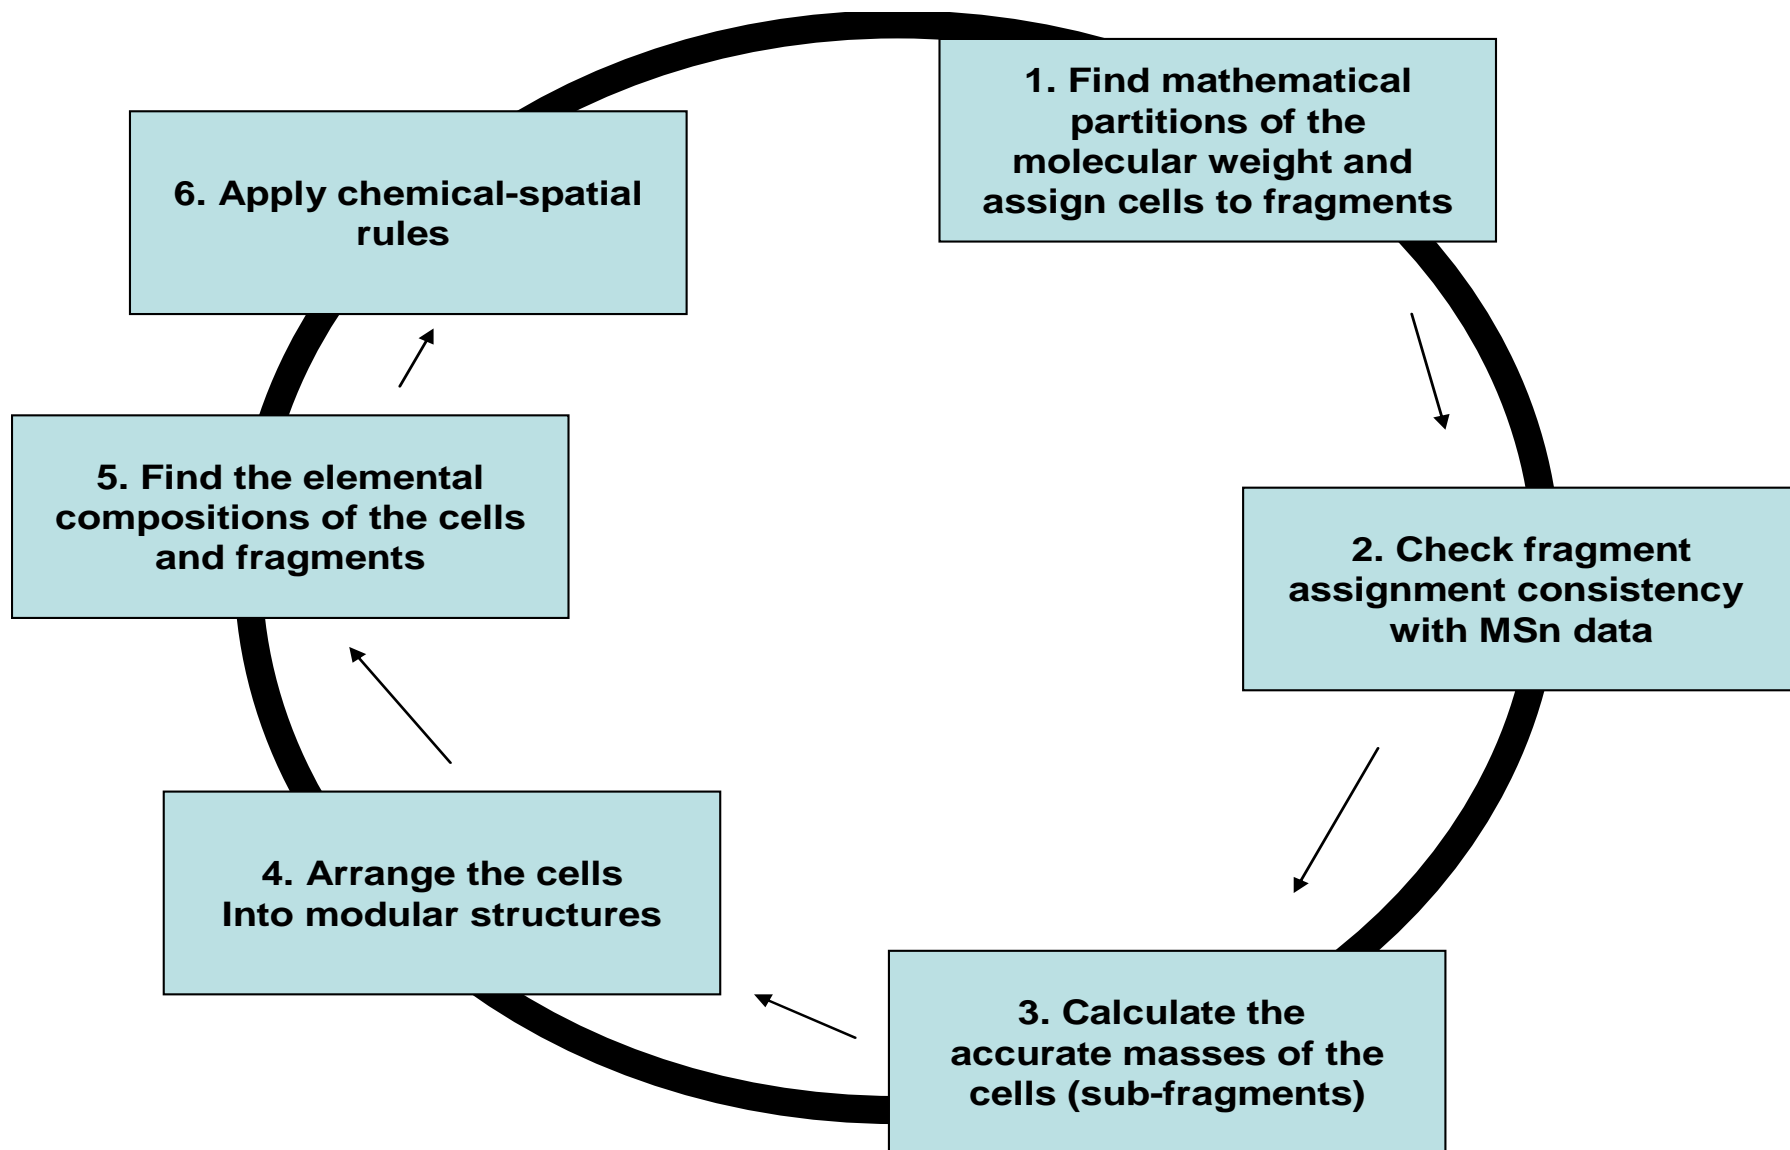 1. Find mathematical
partitions of the
molecular weight and
assign cells to fragments
2. Check fragment
assignment consistency
with MSn data
3. Calculate the
accurate masses of the
cells (sub-fragments)
4. Arrange the cells
Into modular structures
5. Find the elemental
compositions of the cells
and fragments
6. Apply chemical-spatial
rules